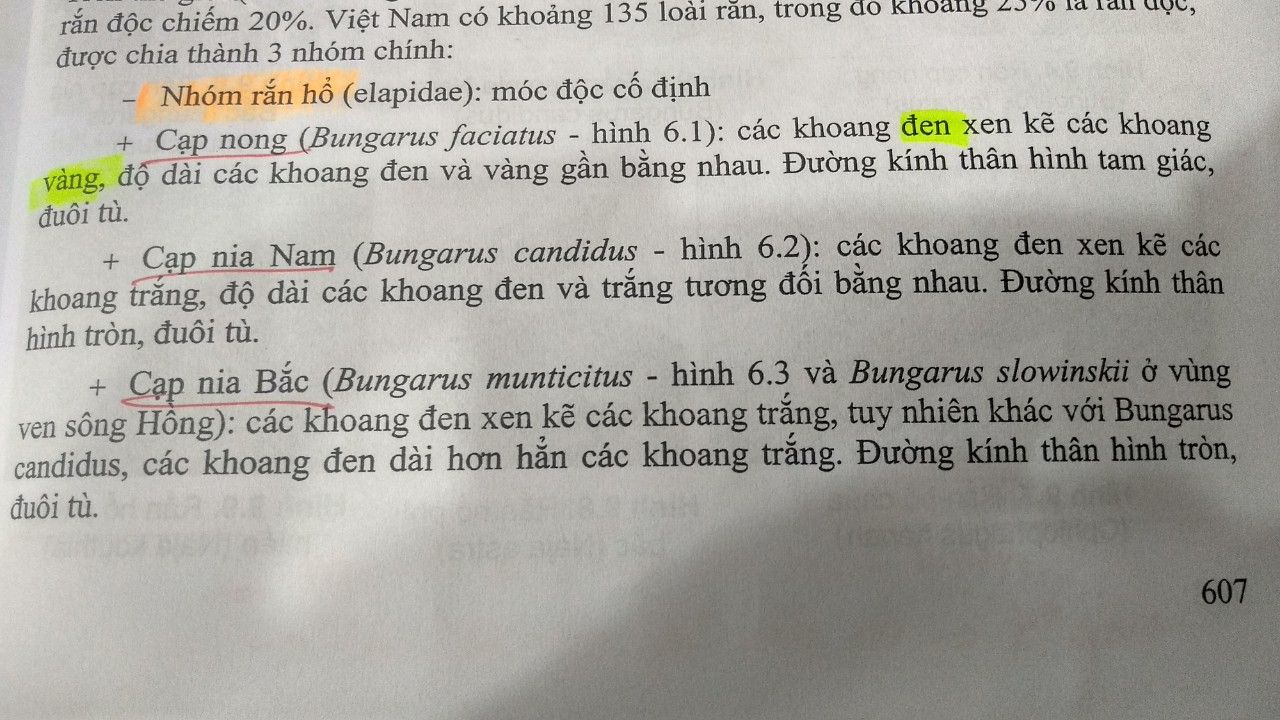 rắn độc chiếm 20%. Việt Nam có khoảng 135 loài rắn, trong đó khoảng 25% là rắn độc,
được chia thành 3 nhóm chính:
– Nhóm rắn hổ (elapidae): móc độc cố định
+ Cạp nong (Bungarus faciatus - hình 6.1): các khoang đen xen kẽ các khoang
vàng, độ dài các khoang đen và vàng gần bằng nhau. Đường kính thân hình tam giác,
đuôi tù.
+ Cạp nia Nam (Bungarus candidus - hình 6.2): các khoang đen xen kẽ các
khoang trắng, độ dài các khoang đen và trắng tương đối bằng nhau. Đường kính thân
hình tròn, đuôi tù.
+ Cạp nia Bắc (Bungarus munticitus - hình 6.3 và Bungarus slowinskii ở vùng
ven sông Hồng): các khoang đen xen kẽ các khoang trắng, tuy nhiên khác với Bungarus
candidus, các khoang đen dài hơn hẳn các khoang trắng. Đường kính thân hình tròn,
đuôi tù.
607